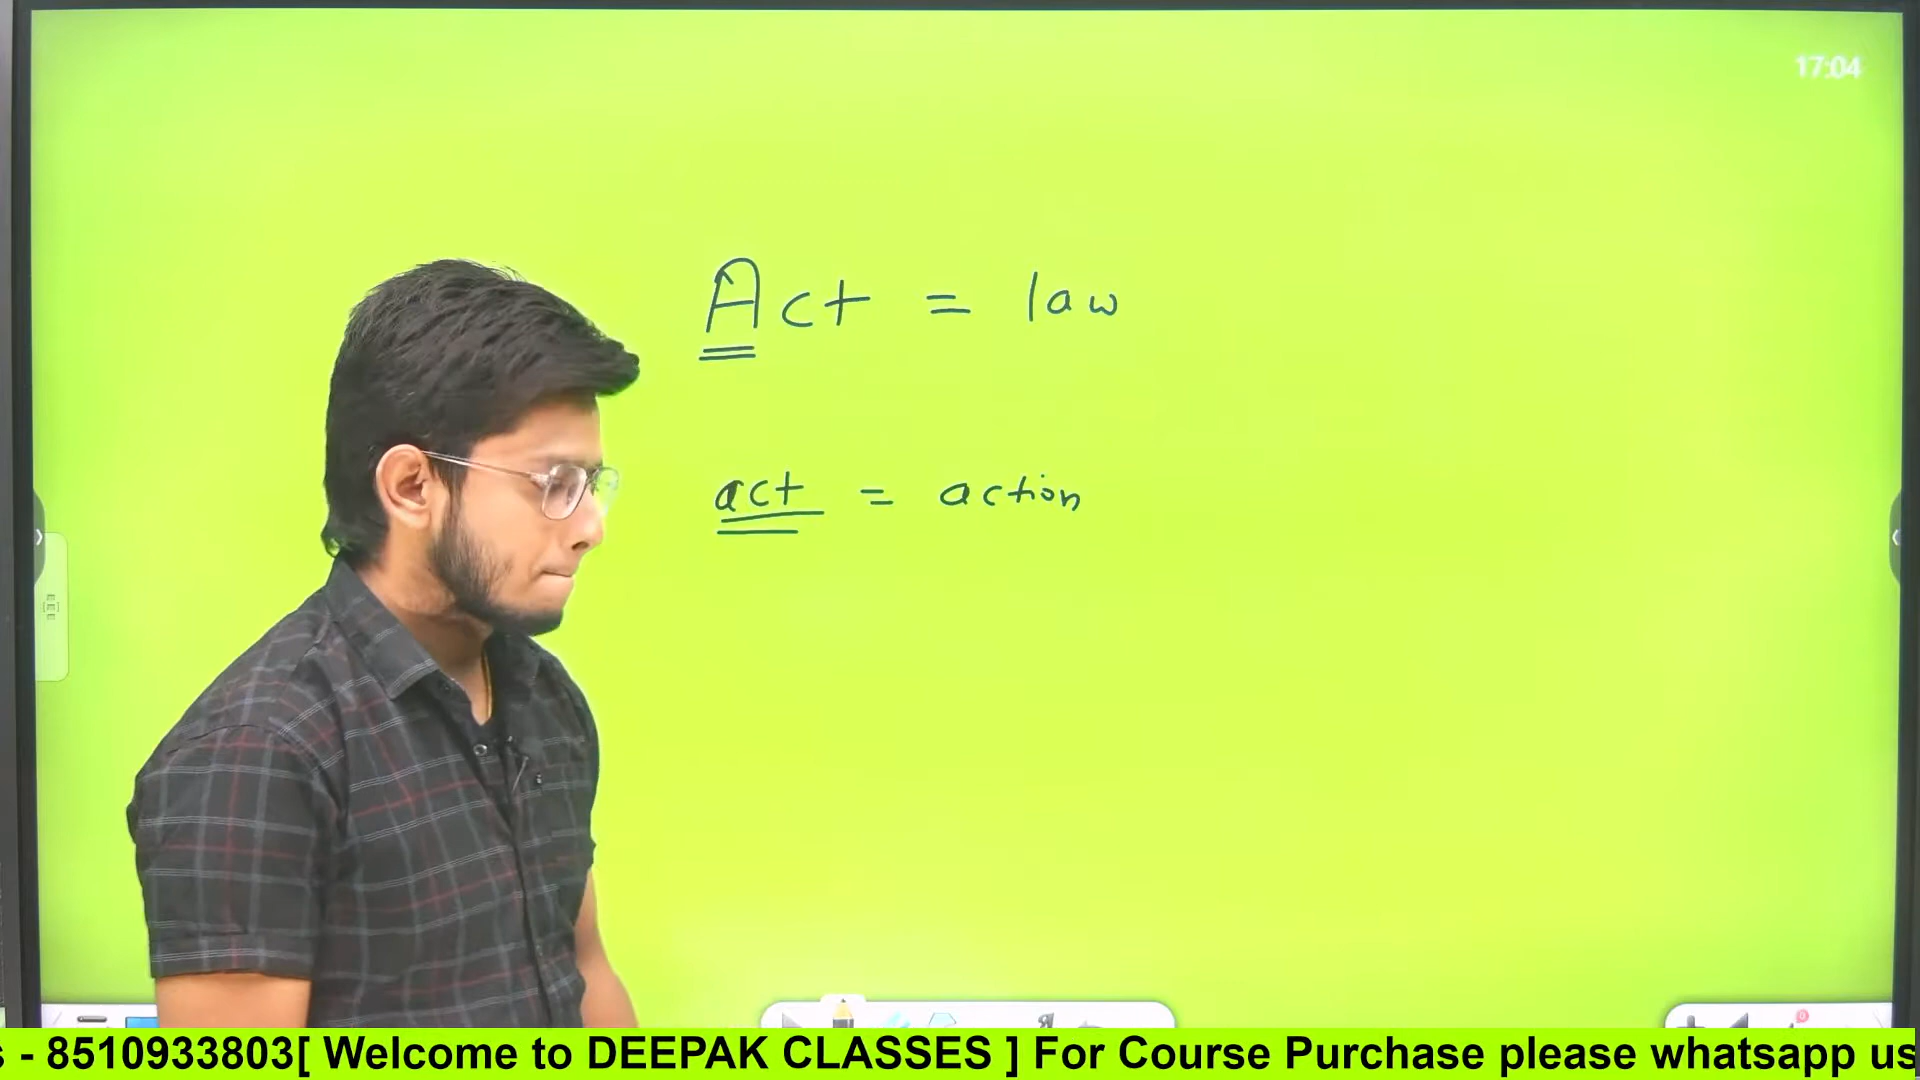 17:04
Act = law
act = action
- 8510933803[ Welcome to DEEPAK CLASSES ] For Course Purchase please whatsapp us